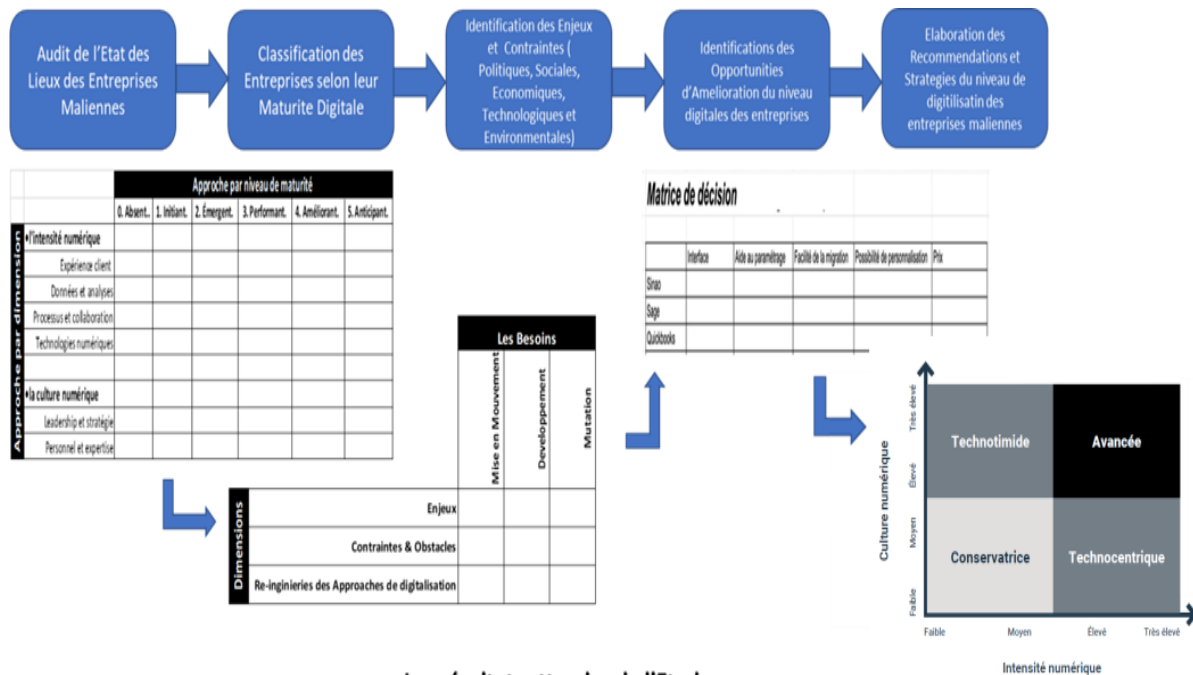 Audit de l'Etat des
Lieux des Entreprises
Maliennes
Classification des
Entreprises selon leur
Maturite Digitale
Identification des Enjeux
et Contraintes (
Politiques, Sociales,
Economiques,
Technologiques et
Environmentales)
Identifications des
Opportunities
d'Amelioration du niveau
digitales des entreprises
Elaboration des
Recommendations et
Strategies du niveau de
digitilisatin des
entreprises maliennes
Approche par niveau de maturité
0. Absent.. 1. Initiant. 2. Émergent. 3. Performant. 4. Améliorant. 5. Anticipant.
Approche par dimension
•l'intensité numérique
Expérience client
Données et analyses
Processus et collaboration
Technologies numériques
•la culture numérique
Leadership et stratégie
Personnel et expertise
Les Besoins
Mise en Mouvement
Developpement
Mutation
Dimensions
Enjeux
Contraintes & Obstacles
Re-inginieries des Approches de digitalisation
Matrice de décision
Interface Aide au paramétrage Facilité de la migration Possibilité de personnalisation Prix
Sinao
Sage
Quickbooks
Culture numérique
Très élevé
Élevé
Moyen
Faible
Technotimide Avancée
Conservatrice Technocentrique
Faible Moyen Élevé Très élevé
Intensité numérique